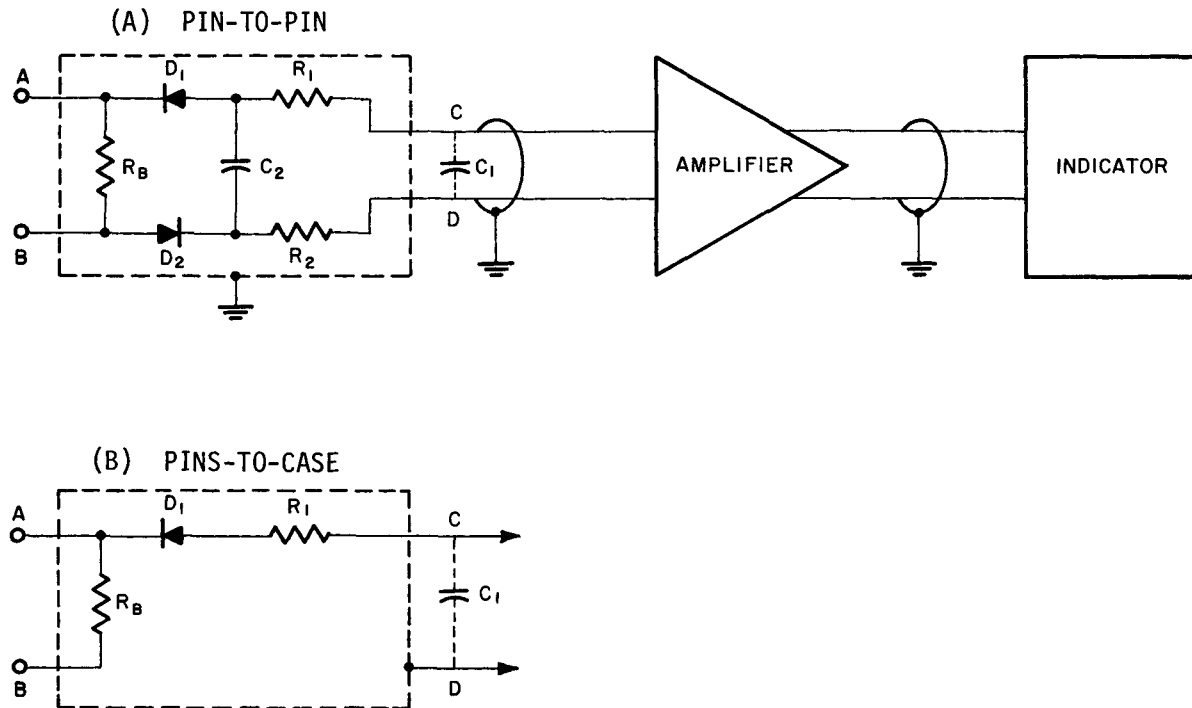 (A) PIN-TO-PIN
A
D1
R1
C
RB
C2
C1
AMPLIFIER
INDICATOR
B
D2
R2
D
(B) PINS-TO-CASE
A
D1
R1
C
RB
C1
B
D